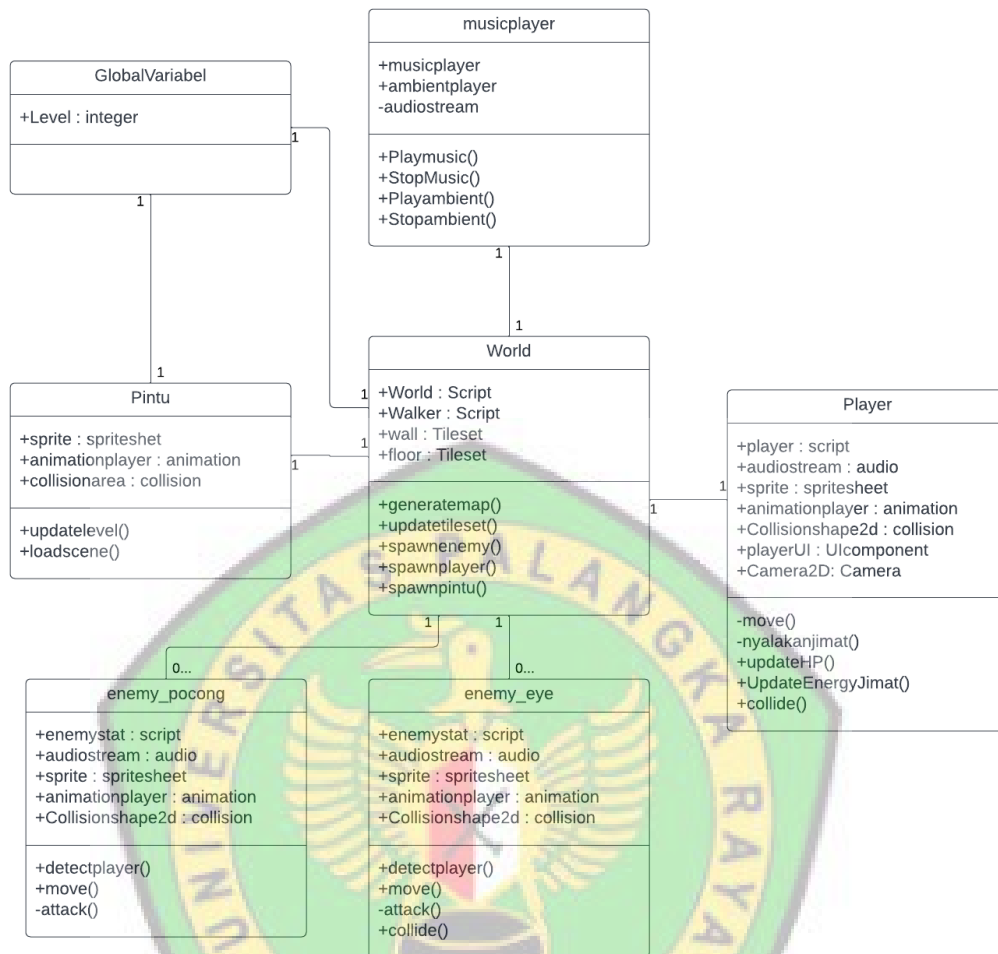 musicplayer
+musicplayer
+ambientplayer
-audiostream
+Playmusic()
+StopMusic()
+Playambient()
+Stopambient()
GlobalVariabel
+Level : integer
1
1
1
1
1
World
+World : Script
+Walker : Script
+wall : Tileset
+floor : Tileset
+generatemap()
+updatetileset()
+spawnenemy()
+spawnplayer()
+spawnpintu()
1
1
1
Pintu
+sprite : spriteshet
+animationplayer : animation
+collisionarea : collision
+updatelevel()
+loadscene()
1
1
Player
+player : script
+audiostream : audio
+sprite : spritesheet
+animationplayer : animation
+Collisionshape2d : collision
+playerUI : UIcomponent
+Camera2D: Camera
-move()
-nyalakanjimat()
+updateHP()
+UpdateEnergyJimat()
+collide()
1
1
0...
0...
enemy_pocong
+enemystat : script
+audiostream : audio
+sprite : spritesheet
+animationplayer : animation
+Collisionshape2d : collision
+detectplayer()
+move()
-attack()
enemy_eye
+enemystat : script
+audiostream : audio
+sprite : spritesheet
+animationplayer : animation
+Collisionshape2d : collision
+detectplayer()
+move()
-attack()
+collide()
UNIVERSITAS PALANGKA RAYA